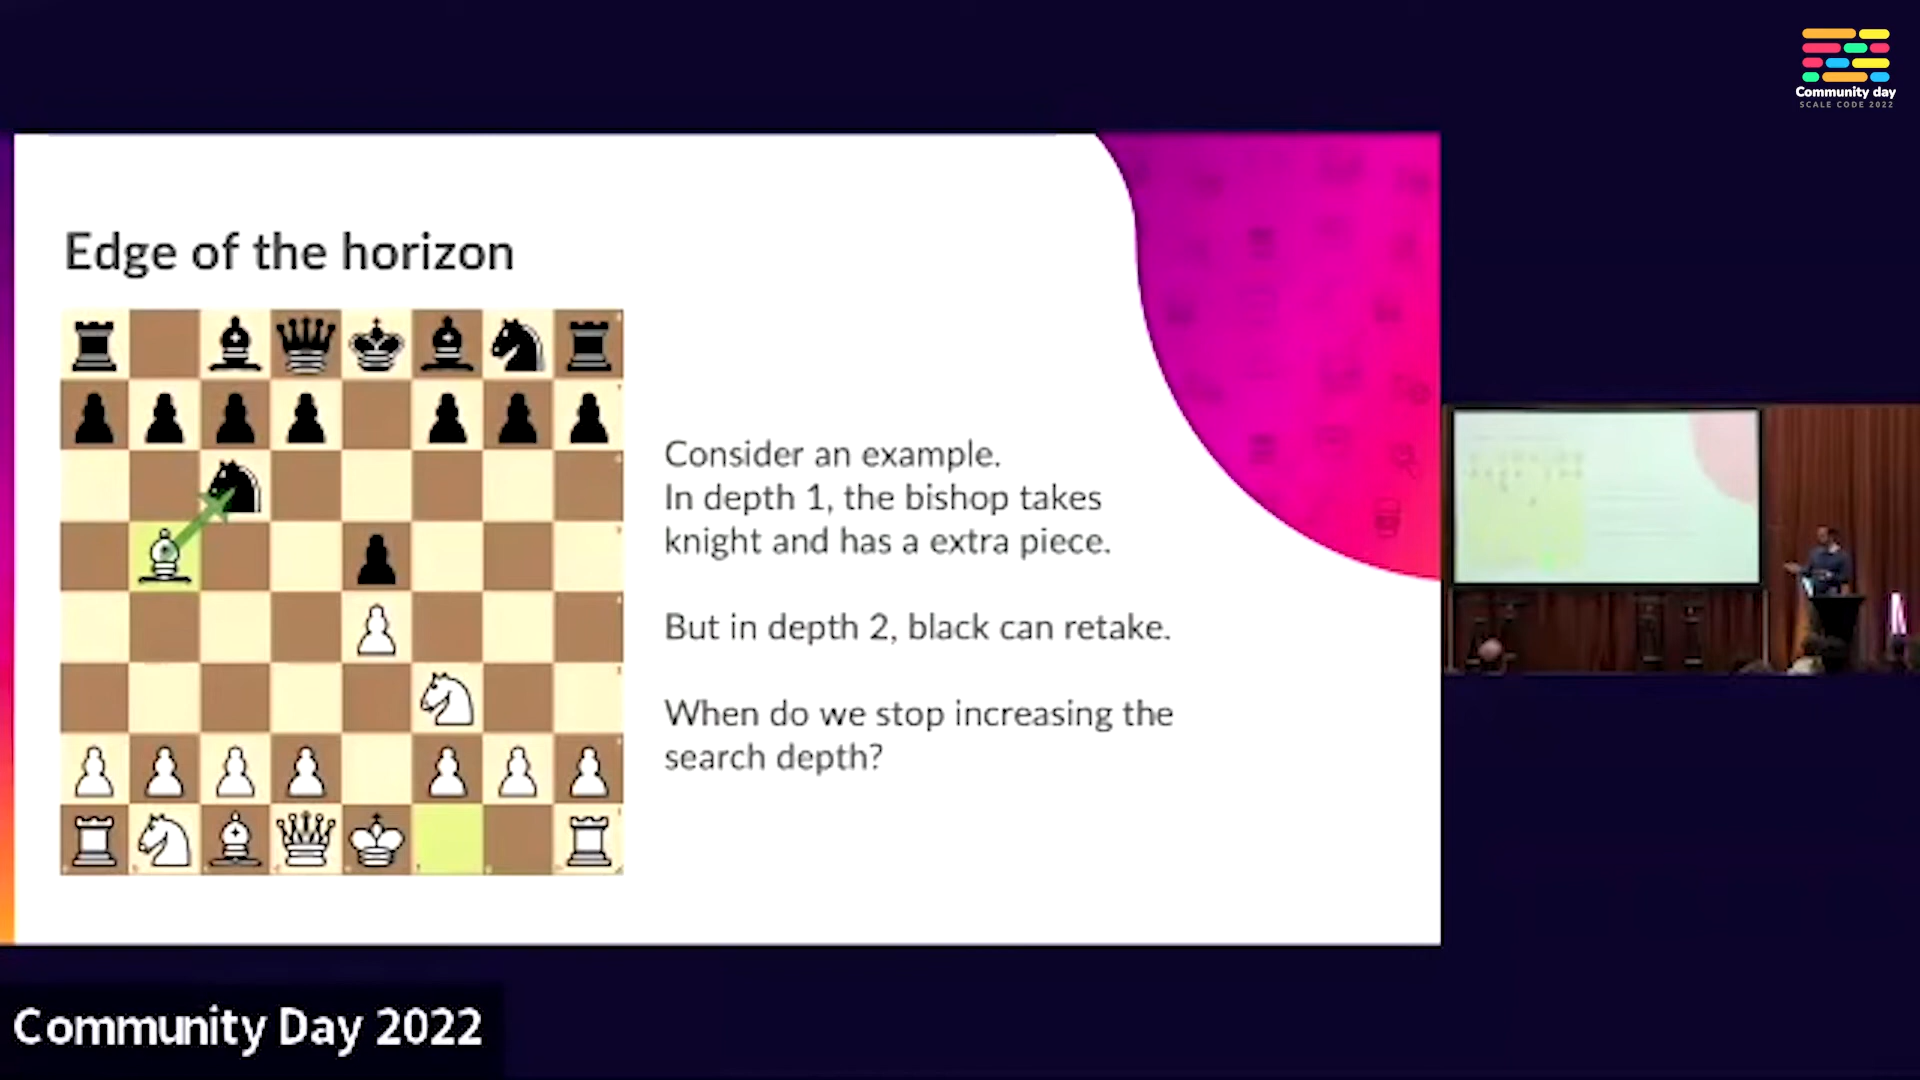 Community day
SCALE CODE 2022
Edge of the horizon
Consider an example.
In depth 1, the bishop takes
knight and has a extra piece.
But in depth 2, black can retake.
When do we stop increasing the
search depth?
Community Day 2022